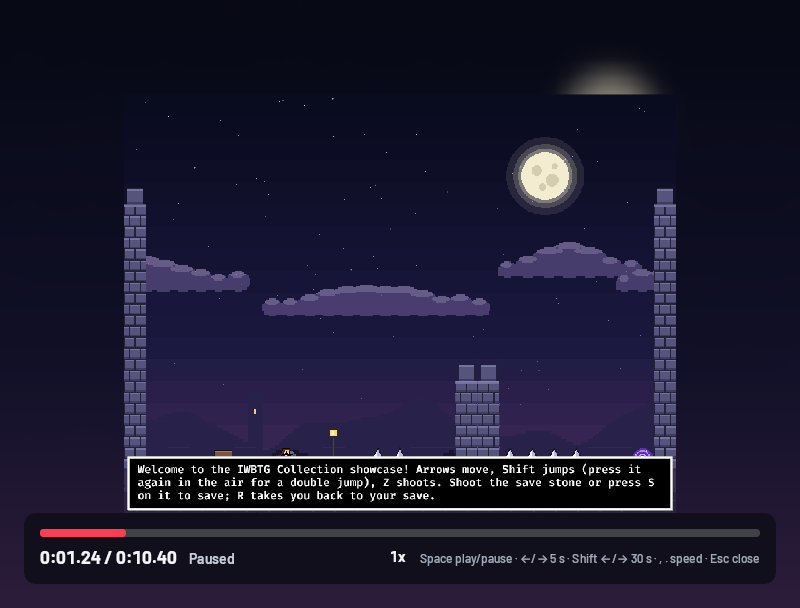 Welcome to the IWBTG Collection showcase! Arrows move, Shift jumps (press it
again in the air for a double jump), Z shoots. Shoot the save stone or press S
on it to save; R takes you back to your save.
0:01.24 / 0:10.40 Paused 1x Space play/pause · ←/→ 5 s · Shift ←/→ 30 s · , . speed · Esc close